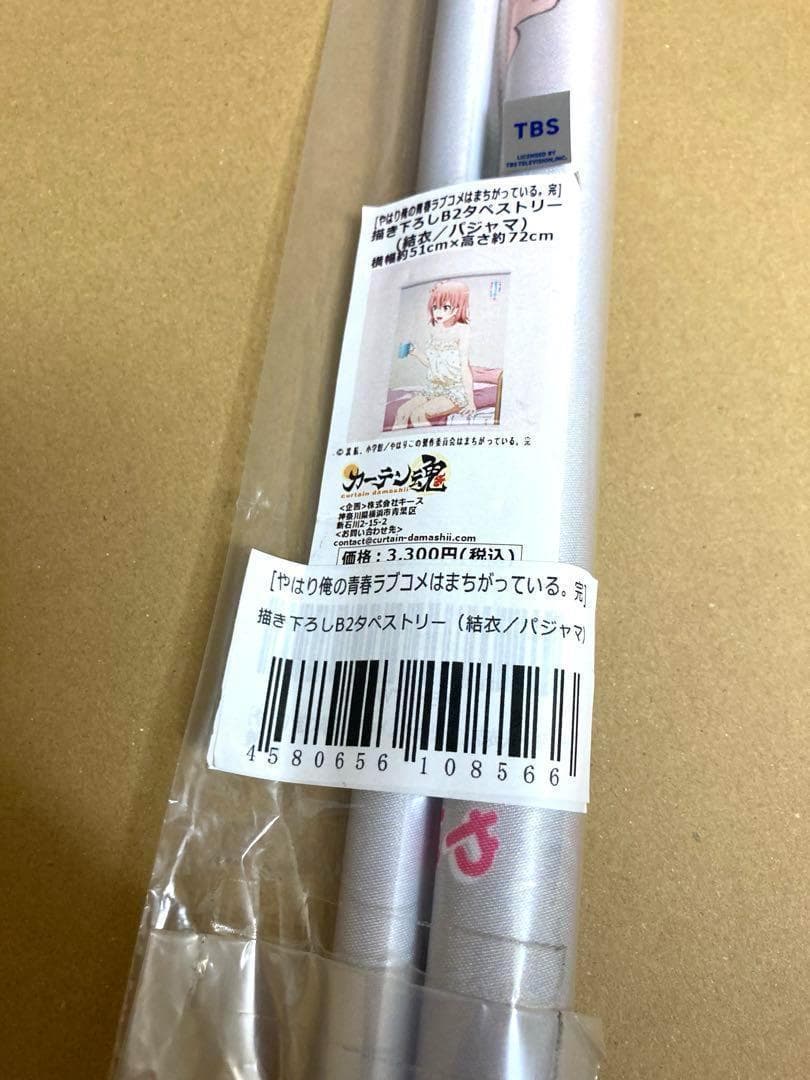 TBS
LICENSED BY
TBS TELEVISION, INC.
[やはり俺の青春ラブコメはまちがっている。完]
描き下ろしB2タペストリー
(結衣／パジャマ)
横幅約51cm×高さ約72cm
カーテン魂
curtain damashii
<企画>株式会社キース
神奈川県横浜市青葉区
新石川2-15-2
<お問い合わせ先>
contact@curtain-damashii.com
価格：3,300円(税込)
[やはり俺の青春ラブコメはまちがっている。完]
描き下ろしB2タペストリー（結衣／パジャマ)
4580656 108566
や